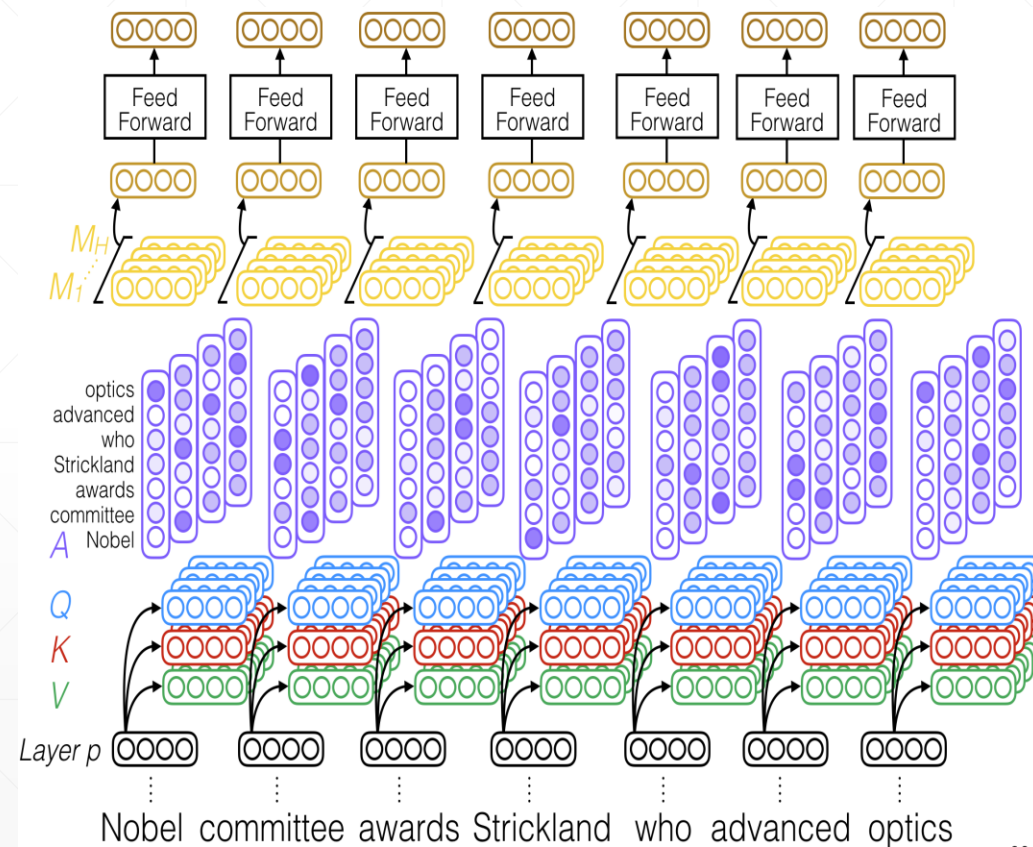 Feed Forward Feed Forward Feed Forward Feed Forward Feed Forward Feed Forward Feed Forward
M_H
M_1
optics
advanced
who
Strickland
awards
committee
Nobel
A
Q
K
V
Layer p
Nobel committee awards Strickland who advanced optics